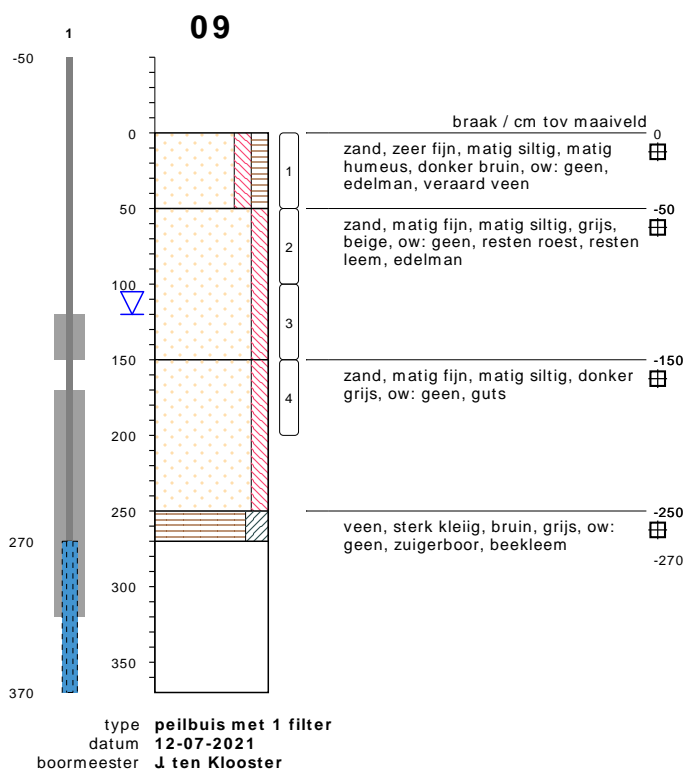 09
1
-50
braak / cm tov maaiveld
0
0
zand, zeer fijn, matig siltig, matig
humeus, donker bruin, ow: geen,
edelman, veraard veen
1
50
-50
zand, matig fijn, matig siltig, grijs,
beige, ow: geen, resten roest, resten
leem, edelman
2
100
3
150
-150
zand, matig fijn, matig siltig, donker
grijs, ow: geen, guts
4
200
250
-250
veen, sterk kleiig, bruin, grijs, ow:
geen, zuigerboor, beekleem
270
-270
300
350
370
type peilbuis met 1 filter
datum 12-07-2021
boormeester J. ten Klooster